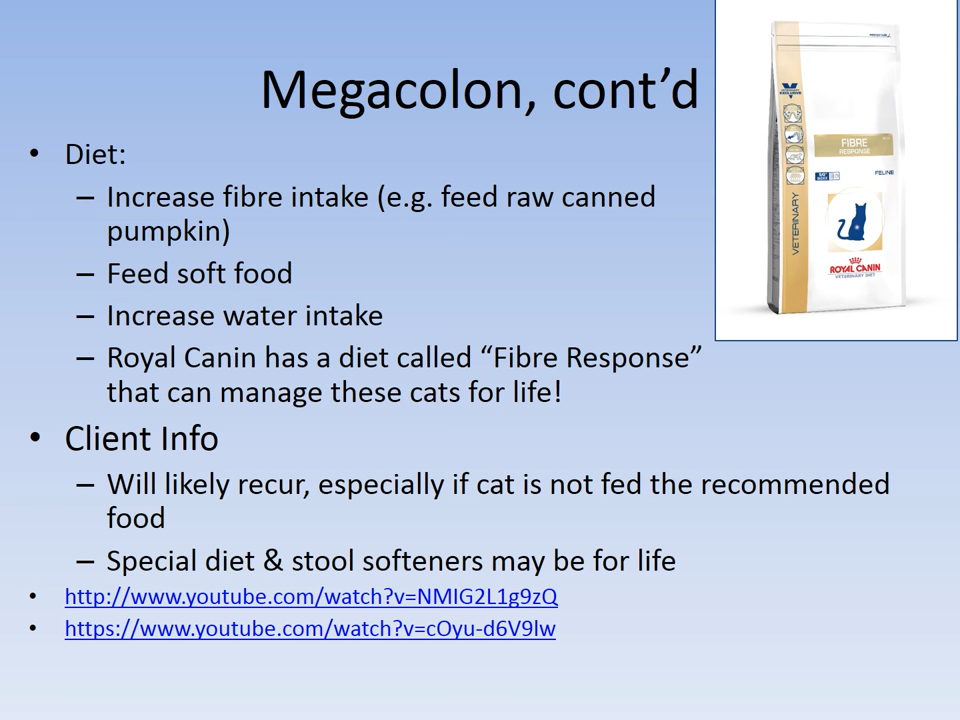 Megacolon, cont’d
• Diet:
– Increase fibre intake (e.g. feed raw canned
pumpkin)
– Feed soft food
– Increase water intake
– Royal Canin has a diet called “Fibre Response”
that can manage these cats for life!
• Client Info
– Will likely recur, especially if cat is not fed the recommended
food
– Special diet & stool softeners may be for life
• http://www.youtube.com/watch?v=NMIG2L1g9zQ
• https://www.youtube.com/watch?v=cOyu-d6V9lw
FIBRE
RESPONSE
FELINE
VETERINARY
ROYAL CANIN
VETERINARY DIET